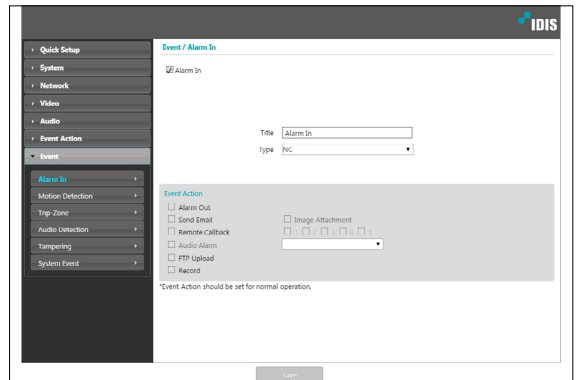 IDIS
Quick Setup
System
Network
Video
Audio
Event Action
Event
Alarm In
Motion Detection
Trip-Zone
Audio Detection
Tampering
System Event
Event / Alarm In
Alarm In
Title Alarm In
Type NC
Event Action
Alarm Out
Send Email Image Attachment
Remote Callback 1 2 3 4 5
Audio Alarm
FTP Upload
Record
*Event Action should be set for normal operation.